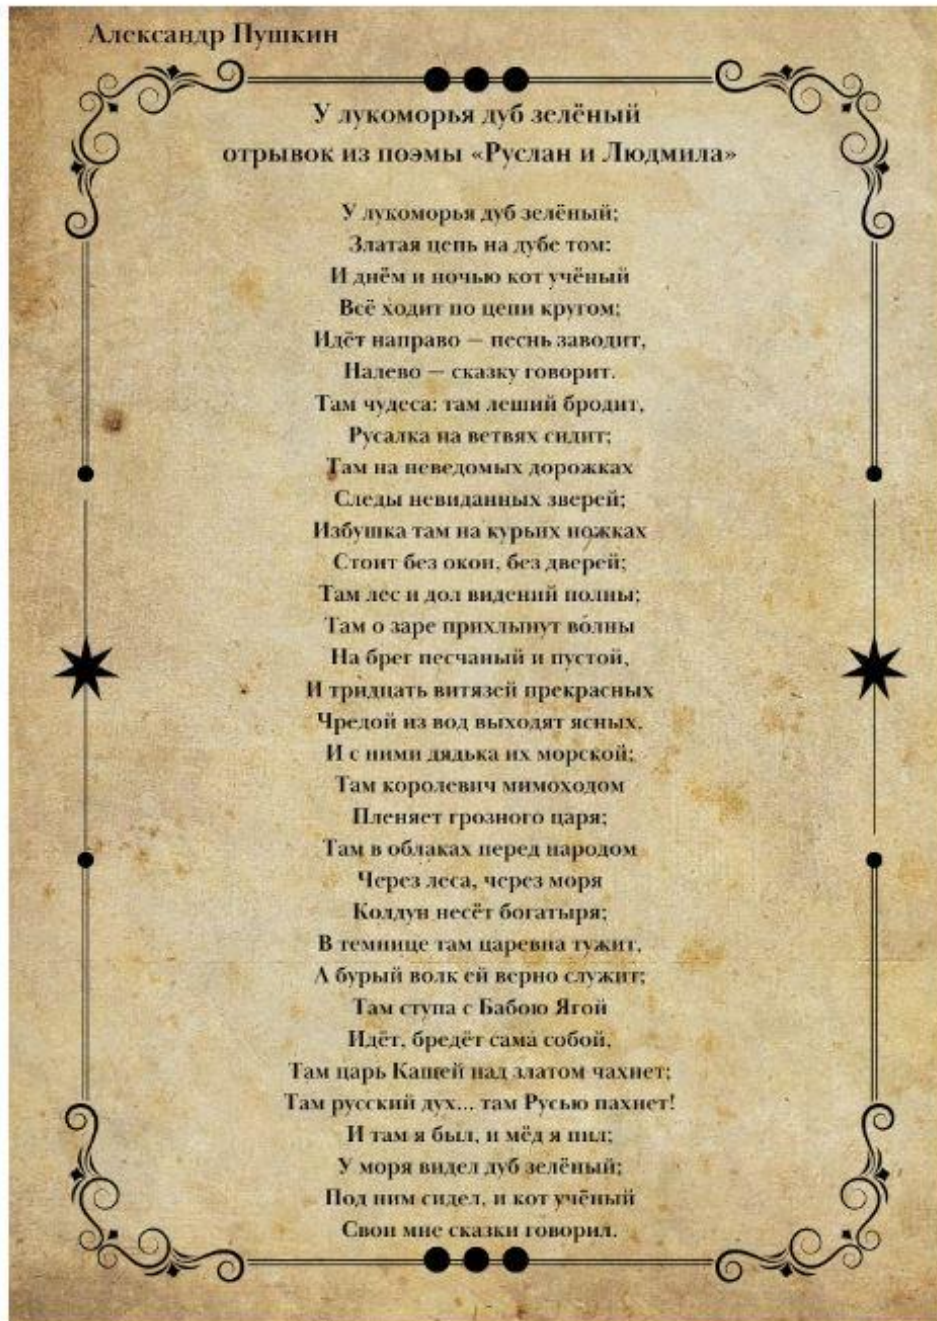 Александр Пушкин
У лукоморья дуб зелёный
отрывок из поэмы «Руслан и Людмила»
У лукоморья дуб зелёный;
Златая цепь на дубе том:
И днём и ночью кот учёный
Всё ходит по цепи кругом;
Идёт направо — песнь заводит,
Налево — сказку говорит.
Там чудеса: там леший бродит,
Русалка на ветвях сидит;
Там на неведомых дорожках
Следы невиданных зверей;
Избушка там на курьих ножках
Стоит без окон, без дверей;
Там лес и дол видений полны;
Там о заре прихлынут волны
На брег песчаный и пустой,
И тридцать витязей прекрасных
Чредой из вод выходят ясных,
И с ними дядька их морской;
Там королевич мимоходом
Пленяет грозного царя;
Там в облаках перед народом
Через леса, через моря
Колдун несёт богатыря;
В темнице там царевна тужит,
А бурый волк ей верно служит;
Там ступа с Бабою Ягой
Идёт, бредёт сама собой,
Там царь Кащей над златом чахнет;
Там русский дух... там Русью пахнет!
И там я был, и мёд я пил;
У моря видел дуб зелёный;
Под ним сидел, и кот учёный
Свои мне сказки говорил.